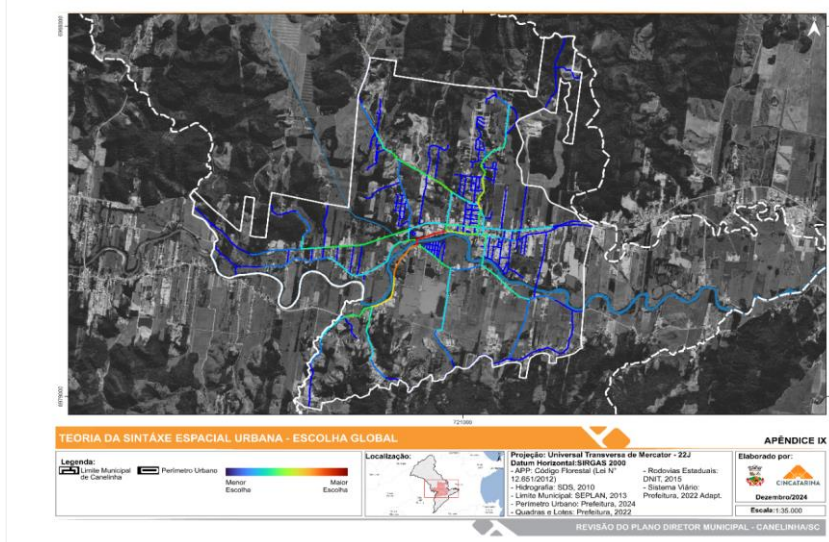 N
721000
TEORIA DA SINTÁXE ESPACIAL URBANA - ESCOLHA GLOBAL
APÊNDICE IX
Legenda:
Limite Municipal
de Canelinha
Perímetro Urbano
Menor
Escolha
Maior
Escolha
Localização:
Projeção: Universal Transversa de Mercator - 22J
Datum Horizontal:SIRGAS 2000
- APP: Código Florestal (Lei N°
12.651/2012)
- Hidrografia: SDS, 2010
- Limite Municipal: SEPLAN, 2013
- Perímetro Urbano: Prefeitura, 2024
- Quadras e Lotes: Prefeitura, 2022
- Rodovias Estaduais:
DNIT, 2015
- Sistema Viário:
Prefeitura, 2022 Adapt.
Elaborado por:
CINCATARINA
Dezembro/2024
Escala:1:35.000
REVISÃO DO PLANO DIRETOR MUNICIPAL - CANELINHA/SC